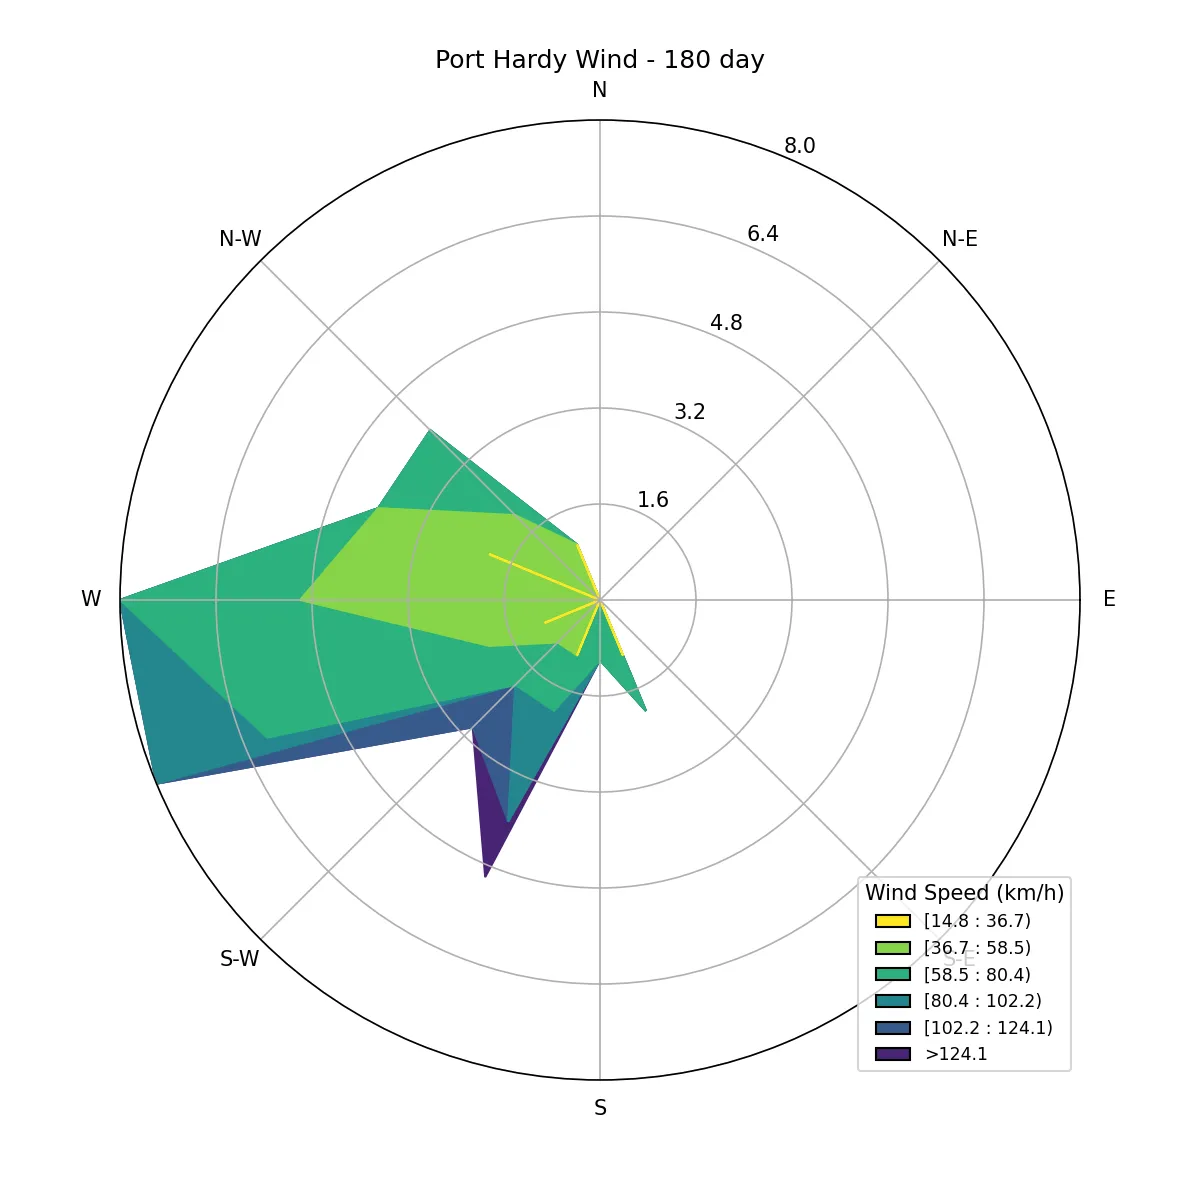 Port Hardy Wind - 180 day
N
8.0
N-W
N-E
6.4
4.8
3.2
1.6
W
E
S-W
S-E
S
Wind Speed (km/h)
[14.8 : 36.7)
[36.7 : 58.5)
[58.5 : 80.4)
[80.4 : 102.2)
[102.2 : 124.1)
>124.1